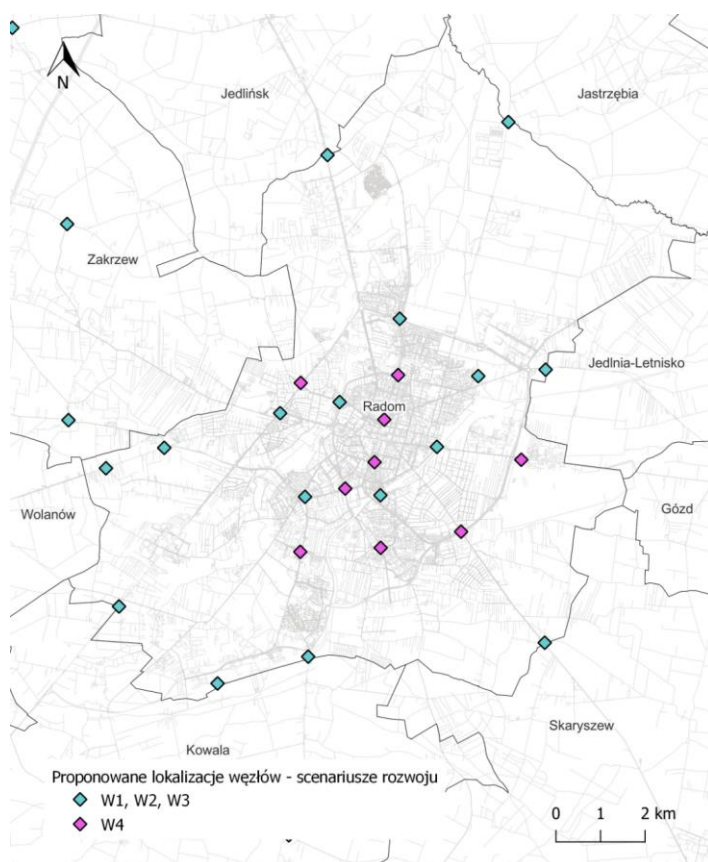 Jedlińsk
Jastrzębia
N
Zakrzew
Jedlnia-Letnisko
Radom
Wolanów
Gózd
Skaryszew
Kowala
Proponowane lokalizacje węzłów - scenariusze rozwoju
W1, W2, W3
W4
0 1 2 km